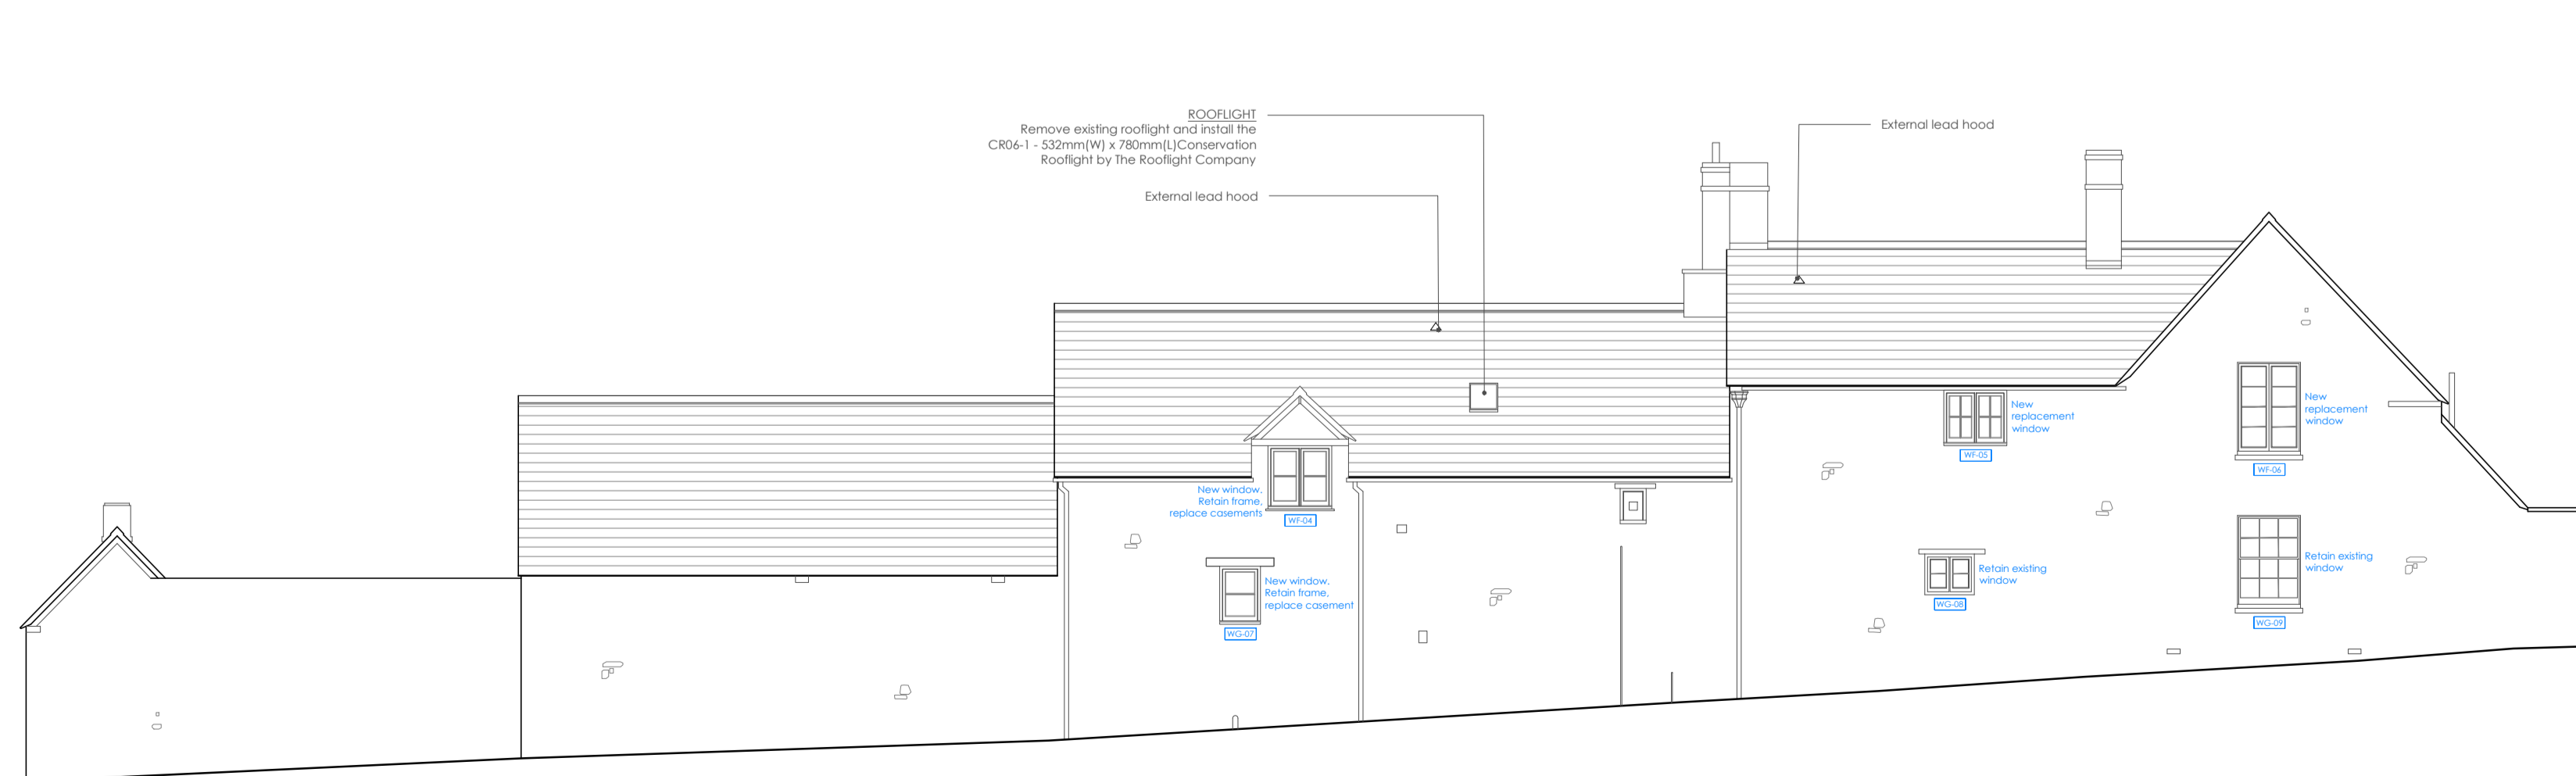 ROOFLIGHT
Remove existing rooflight and install the
CR06-1 - 532mm(W) x 780mm(L)Conservation
Rooflight by The Rooflight Company
External lead hood
External lead hood
New window.
Retain frame,
replace casements
WF-04
New window.
Retain frame,
replace casement
WG-07
New
replacement
window
WF-05
New
replacement
window
WF-06
Retain existing
window
WG-08
Retain existing
window
WG-09